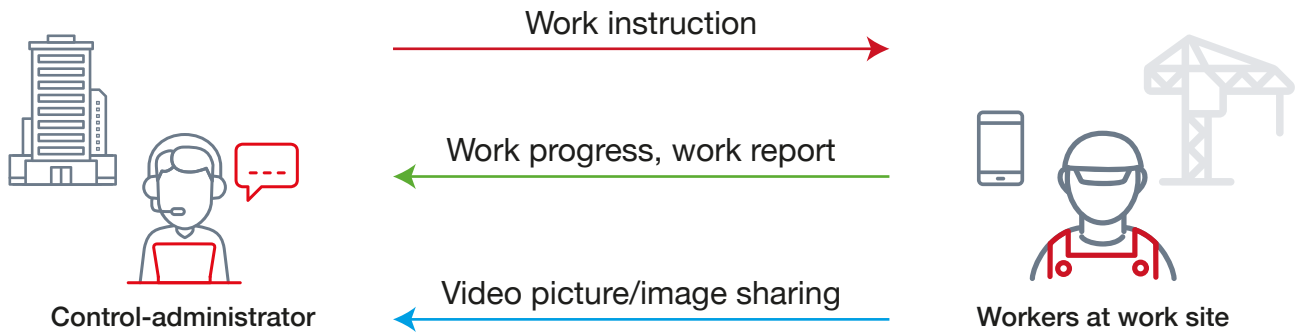 Work instruction
Work progress, work report
Video picture/image sharing
Control-administrator
Workers at work site